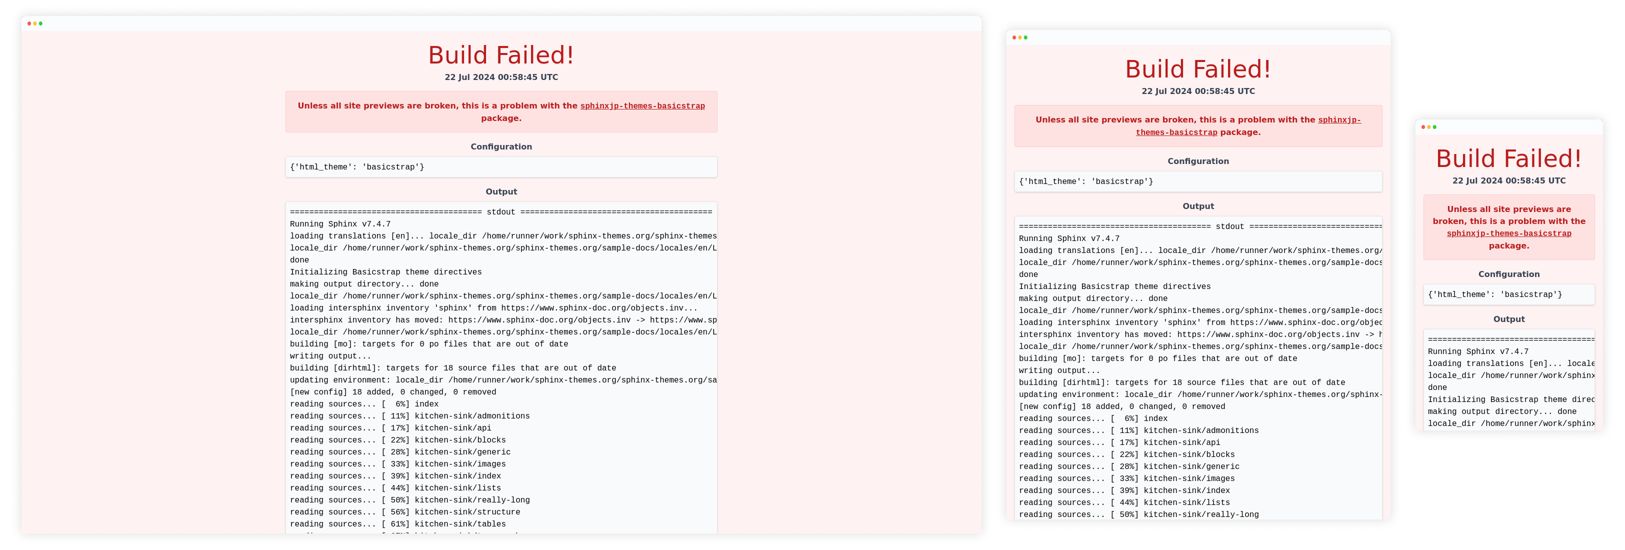 Build Failed!
22 Jul 2024 00:58:45 UTC
Unless all site previews are broken, this is a problem with the sphinxjp-themes-basicstrap
package.
Configuration
{'html_theme': 'basicstrap'}
Output
======================================== stdout ========================================
Running Sphinx v7.4.7
loading translations [en]... locale_dir /home/runner/work/sphinx-themes.org/sphinx-themes
locale_dir /home/runner/work/sphinx-themes.org/sphinx-themes.org/sample-docs/locales/en/L
done
Initializing Basicstrap theme directives
making output directory... done
locale_dir /home/runner/work/sphinx-themes.org/sphinx-themes.org/sample-docs/locales/en/L
loading intersphinx inventory 'sphinx' from https://www.sphinx-doc.org/objects.inv...
intersphinx inventory has moved: https://www.sphinx-doc.org/objects.inv -> https://www.sp
locale_dir /home/runner/work/sphinx-themes.org/sphinx-themes.org/sample-docs/locales/en/L
building [mo]: targets for 0 po files that are out of date
writing output...
building [dirhtml]: targets for 18 source files that are out of date
updating environment: locale_dir /home/runner/work/sphinx-themes.org/sphinx-themes.org/sa
[new config] 18 added, 0 changed, 0 removed
reading sources... [  6%] index
reading sources... [ 11%] kitchen-sink/admonitions
reading sources... [ 17%] kitchen-sink/api
reading sources... [ 22%] kitchen-sink/blocks
reading sources... [ 28%] kitchen-sink/generic
reading sources... [ 33%] kitchen-sink/images
reading sources... [ 39%] kitchen-sink/index
reading sources... [ 44%] kitchen-sink/lists
reading sources... [ 50%] kitchen-sink/really-long
reading sources... [ 56%] kitchen-sink/structure
reading sources... [ 61%] kitchen-sink/tables
Build Failed!
22 Jul 2024 00:58:45 UTC
Unless all site previews are broken, this is a problem with the sphinxjp-
themes-basicstrap package.
Configuration
{'html_theme': 'basicstrap'}
Output
======================================== stdout ============================
Running Sphinx v7.4.7
loading translations [en]... locale_dir /home/runner/work/sphinx-themes.org/
locale_dir /home/runner/work/sphinx-themes.org/sphinx-themes.org/sample-docs
done
Initializing Basicstrap theme directives
making output directory... done
locale_dir /home/runner/work/sphinx-themes.org/sphinx-themes.org/sample-docs
loading intersphinx inventory 'sphinx' from https://www.sphinx-doc.org/objec
intersphinx inventory has moved: https://www.sphinx-doc.org/objects.inv -> h
locale_dir /home/runner/work/sphinx-themes.org/sphinx-themes.org/sample-docs
building [mo]: targets for 0 po files that are out of date
writing output...
building [dirhtml]: targets for 18 source files that are out of date
updating environment: locale_dir /home/runner/work/sphinx-themes.org/sphinx-
[new config] 18 added, 0 changed, 0 removed
reading sources... [  6%] index
reading sources... [ 11%] kitchen-sink/admonitions
reading sources... [ 17%] kitchen-sink/api
reading sources... [ 22%] kitchen-sink/blocks
reading sources... [ 28%] kitchen-sink/generic
reading sources... [ 33%] kitchen-sink/images
reading sources... [ 39%] kitchen-sink/index
reading sources... [ 44%] kitchen-sink/lists
reading sources... [ 50%] kitchen-sink/really-long
Build Failed!
22 Jul 2024 00:58:45 UTC
Unless all site previews are
broken, this is a problem with the
sphinxjp-themes-basicstrap
package.
Configuration
{'html_theme': 'basicstrap'}
Output
===================================
Running Sphinx v7.4.7
loading translations [en]... locale
locale_dir /home/runner/work/sphinx
done
Initializing Basicstrap theme direc
making output directory... done
locale_dir /home/runner/work/sphinx